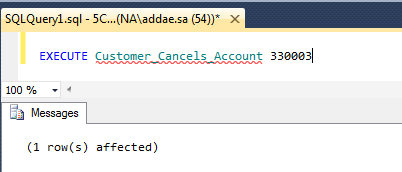 SQLQuery1.sql - 5C...(NA\addae.sa (54))*
EXECUTE Customer_Cancels_Account 330003
100 %
Messages
(1 row(s) affected)